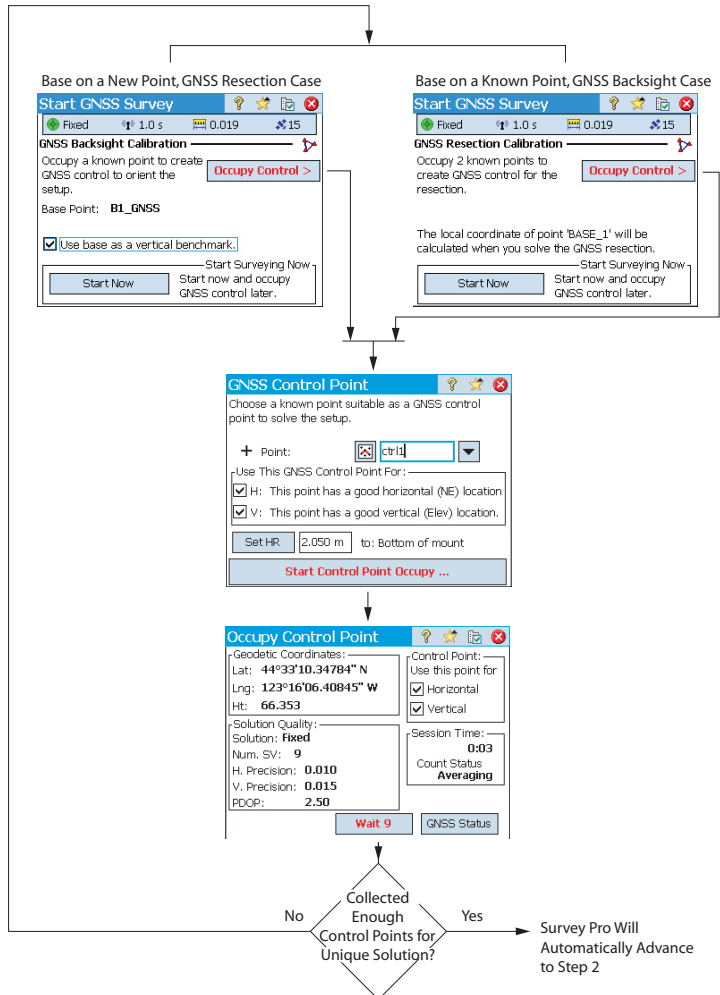 Base on a New Point, GNSS Resection Case
Start GNSS Survey
Fixed 1.0 s 0.019 15
GNSS Backsight Calibration
Occupy a known point to create
GNSS control to orient the
setup.
Occupy Control >
Base Point: B1_GNSS
Use base as a vertical benchmark.
Start Surveying Now
Start Now
Start now and occupy
GNSS control later.
Base on a Known Point, GNSS Backsight Case
Start GNSS Survey
Fixed 1.0 s 0.019 15
GNSS Resection Calibration
Occupy 2 known points to
create GNSS control for the
resection.
Occupy Control >
The local coordinate of point 'BASE_1' will be
calculated when you solve the GNSS resection.
Start Surveying Now
Start Now
Start now and occupy
GNSS control later.
GNSS Control Point
Choose a known point suitable as a GNSS control
point to solve the setup.
Point: ctrl1
Use This GNSS Control Point For:
H: This point has a good horizontal (NE) location
V: This point has a good vertical (Elev) location.
Set HR 2.050 m to: Bottom of mount
Start Control Point Occupy ...
Occupy Control Point
Geodetic Coordinates:
Lat: 44°33'10.34784" N
Lng: 123°16'06.40845" W
Ht: 66.353
Control Point:
Use this point for
Horizontal
Vertical
Solution Quality:
Solution: Fixed
Num. SV: 9
H. Precision: 0.010
V. Precision: 0.015
PDOP: 2.50
Session Time:
0:03
Count Status
Averaging
Wait 9
GNSS Status
Collected
Enough
Control Points for
Unique Solution?
No
Yes
Survey Pro Will
Automatically Advance
to Step 2